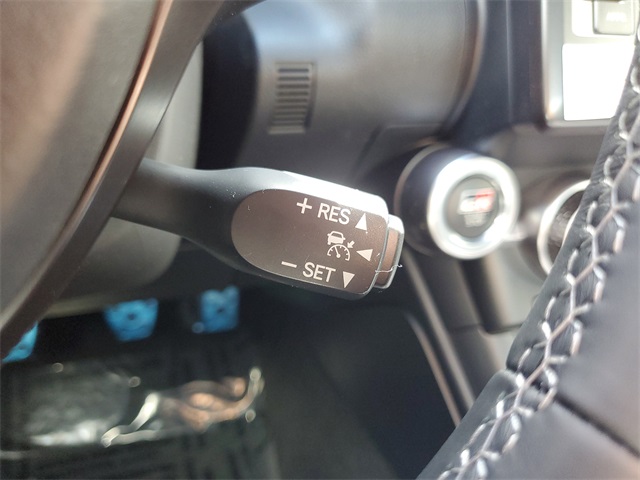 + RES ▲
◀
− SET ▼